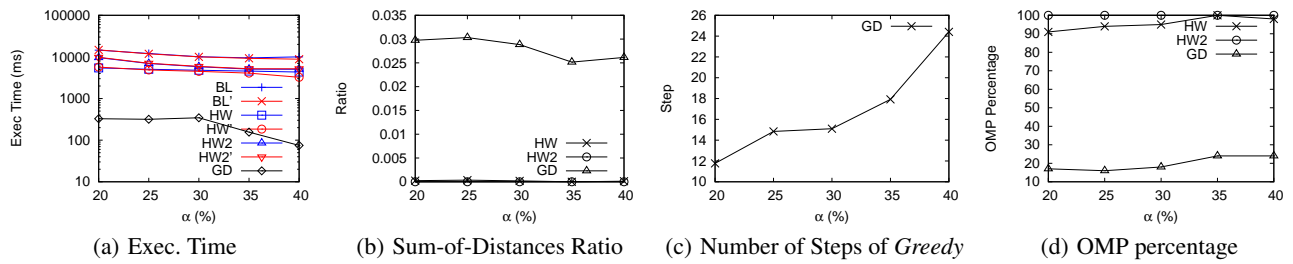 Exec Time (ms)
100000
10000
1000
100
10
20 25 30 35 40
α (%)
BL
BL'
HW
HW'
HW2
HW2'
GD
(a) Exec. Time
Ratio
0.035
0.03
0.025
0.02
0.015
0.01
0.005
0
20 25 30 35 40
α (%)
HW
HW2
GD
(b) Sum-of-Distances Ratio
Step
26
24
22
20
18
16
14
12
10
20 25 30 35 40
α (%)
GD
(c) Number of Steps of Greedy
OMP Percentage
100
90
80
70
60
50
40
30
20
10
20 25 30 35 40
α (%)
HW
HW2
GD
(d) OMP percentage